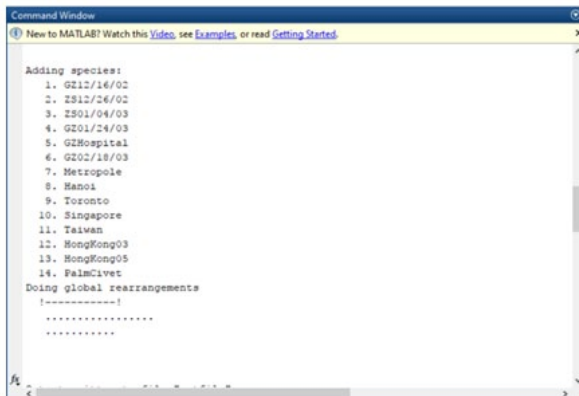 Command Window
New to MATLAB? Watch this Video, see Examples, or read Getting Started.
Adding species:
1. GZ12/16/02
2. ZS12/26/02
3. ZS01/04/03
4. GZ01/24/03
5. GZHospital
6. GZ02/18/03
7. Metropole
8. Hanoi
9. Toronto
10. Singapore
11. Taiwan
12. HongKong03
13. HongKong05
14. PalmCivet
Doing global rearrangements
!-----------!
.................
...........
fx